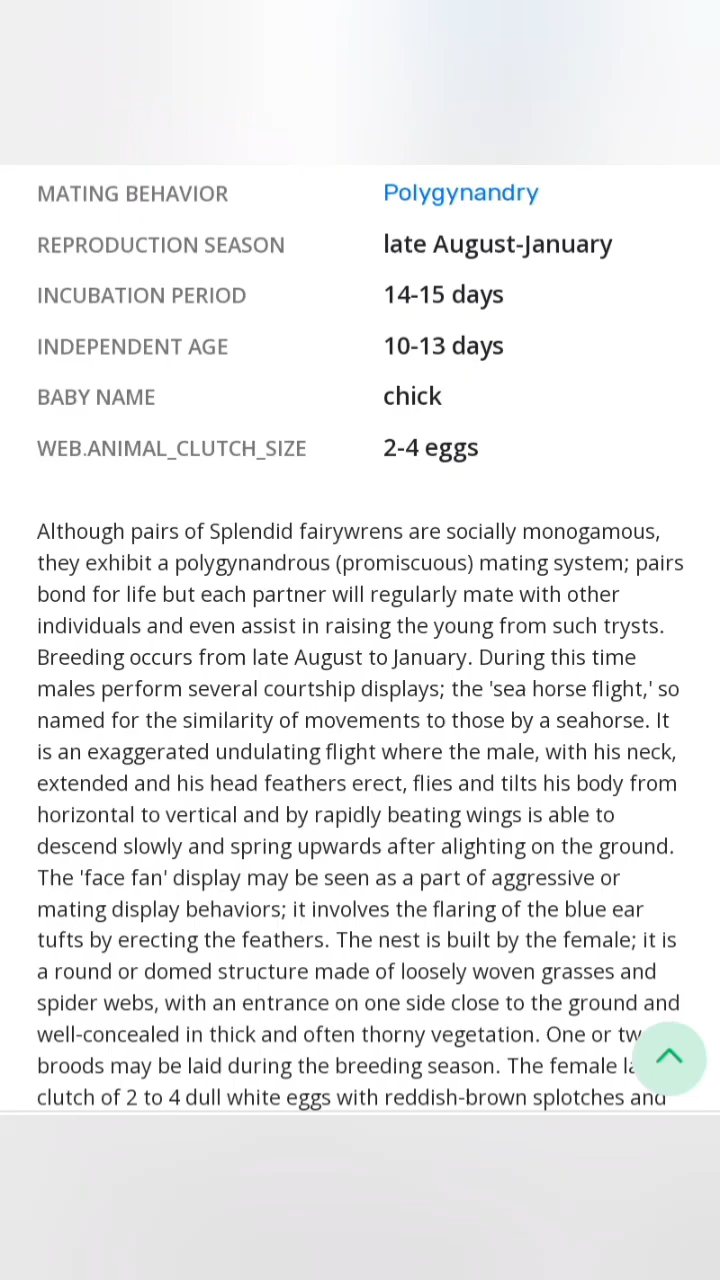 MATING BEHAVIOR Polygynandry
REPRODUCTION SEASON late August-January
INCUBATION PERIOD 14-15 days
INDEPENDENT AGE 10-13 days
BABY NAME chick
WEB.ANIMAL_CLUTCH_SIZE 2-4 eggs
Although pairs of Splendid fairywrens are socially monogamous,
they exhibit a polygynandrous (promiscuous) mating system; pairs
bond for life but each partner will regularly mate with other
individuals and even assist in raising the young from such trysts.
Breeding occurs from late August to January. During this time
males perform several courtship displays; the 'sea horse flight,' so
named for the similarity of movements to those by a seahorse. It
is an exaggerated undulating flight where the male, with his neck,
extended and his head feathers erect, flies and tilts his body from
horizontal to vertical and by rapidly beating wings is able to
descend slowly and spring upwards after alighting on the ground.
The 'face fan' display may be seen as a part of aggressive or
mating display behaviors; it involves the flaring of the blue ear
tufts by erecting the feathers. The nest is built by the female; it is
a round or domed structure made of loosely woven grasses and
spider webs, with an entrance on one side close to the ground and
well-concealed in thick and often thorny vegetation. One or
broods may be laid during the breeding season. The female
clutch of 2 to 4 dull white eggs with reddish-brown splotches and